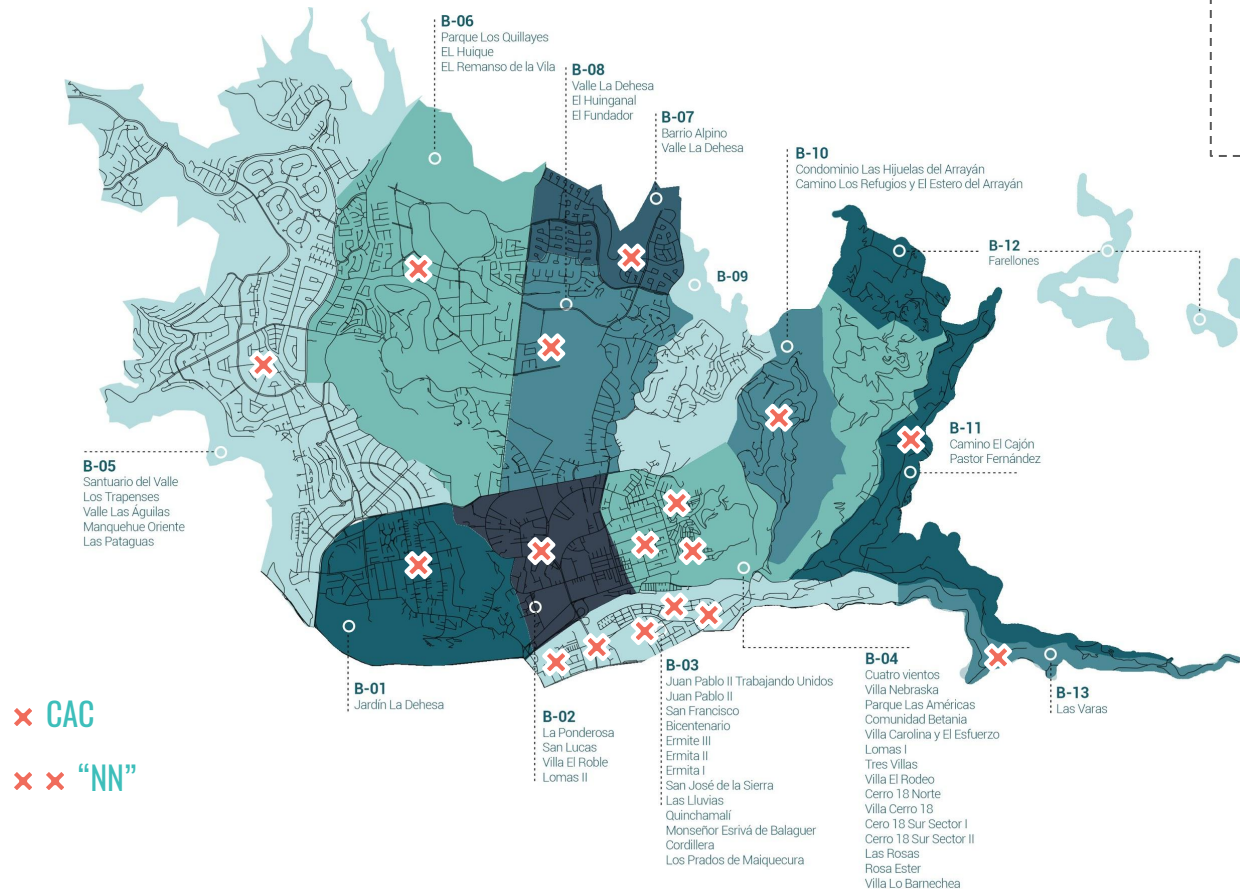 B-06
Parque Los Quillayes
EL Huique
EL Remanso de la Vila
B-08
Valle La Dehesa
El Huinganal
El Fundador
B-07
Barrio Alpino
Valle La Dehesa
B-10
Condominio Las Hijuelas del Arrayán
Camino Los Refugios y El Estero del Arrayán
B-12
Farellones
B-09
B-11
Camino El Cajón
Pastor Fernández
B-05
Santuario del Valle
Los Trapenses
Valle Las Águilas
Manquehue Oriente
Las Pataguas
B-01
Jardín La Dehesa
B-02
La Ponderosa
San Lucas
Villa El Roble
Lomas II
B-03
Juan Pablo II Trabajando Unidos
Juan Pablo II
San Francisco
Bicentenario
Ermite III
Ermita II
Ermita I
San José de la Sierra
Las Lluvias
Quinchamalí
Monseñor Esrivá de Balaguer
Cordillera
Los Prados de Maiquecura
B-04
Cuatro vientos
Villa Nebraska
Parque Las Américas
Comunidad Betania
Villa Carolina y El Esfuerzo
Lomas I
Tres Villas
Villa El Rodeo
Cerro 18 Norte
Villa Cerro 18
Cero 18 Sur Sector I
Cerro 18 Sur Sector II
Las Rosas
Rosa Ester
Villa Lo Barnechea
B-13
Las Varas
CAC
“NN”